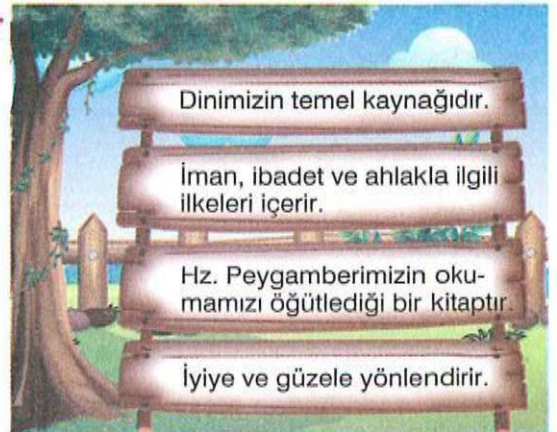 Dinimizin temel kaynağıdır.
İman, ibadet ve ahlakla ilgili
ilkeleri içerir.
Hz. Peygamberimizin oku-
mamızı öğütlediği bir kitaptır.
İyiye ve güzele yönlendirir.